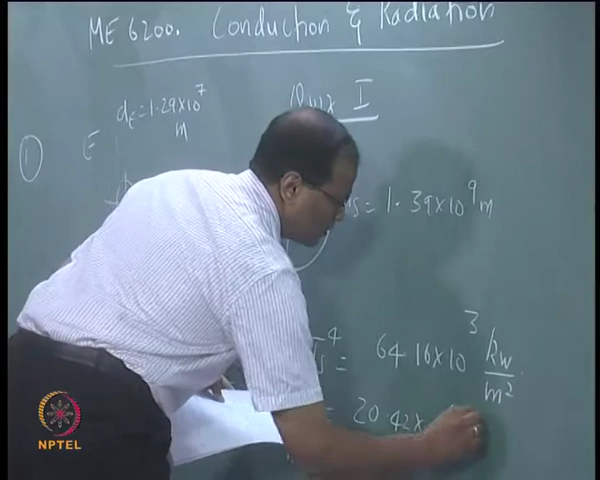 ME 6200. Conduction & Radiation
Quiz I
① E dE = 1.29×10^7 m
= 1.39×10^9 m
4 = 64.16×10^3 kW/m²
= 20.42×
NPTEL